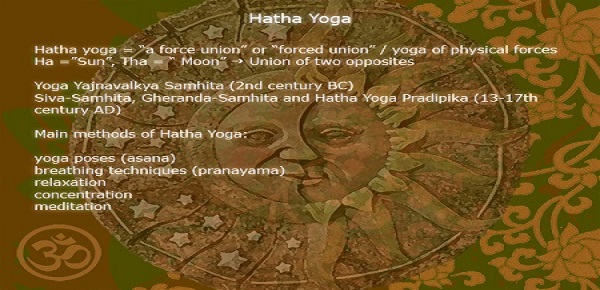 Hatha Yoga
Hatha yoga = “a force union” or “forced union” / yoga of physical forces
Ha =“Sun”, Tha = “ Moon” → Union of two opposites
Yoga Yajnavalkya Samhita (2nd century BC)
Siva-Samhita, Gheranda-Samhita and Hatha Yoga Pradipika (13-17th
century AD)
Main methods of Hatha Yoga:
yoga poses (asana)
breathing techniques (pranayama)
relaxation
concentration
meditation
ॐ